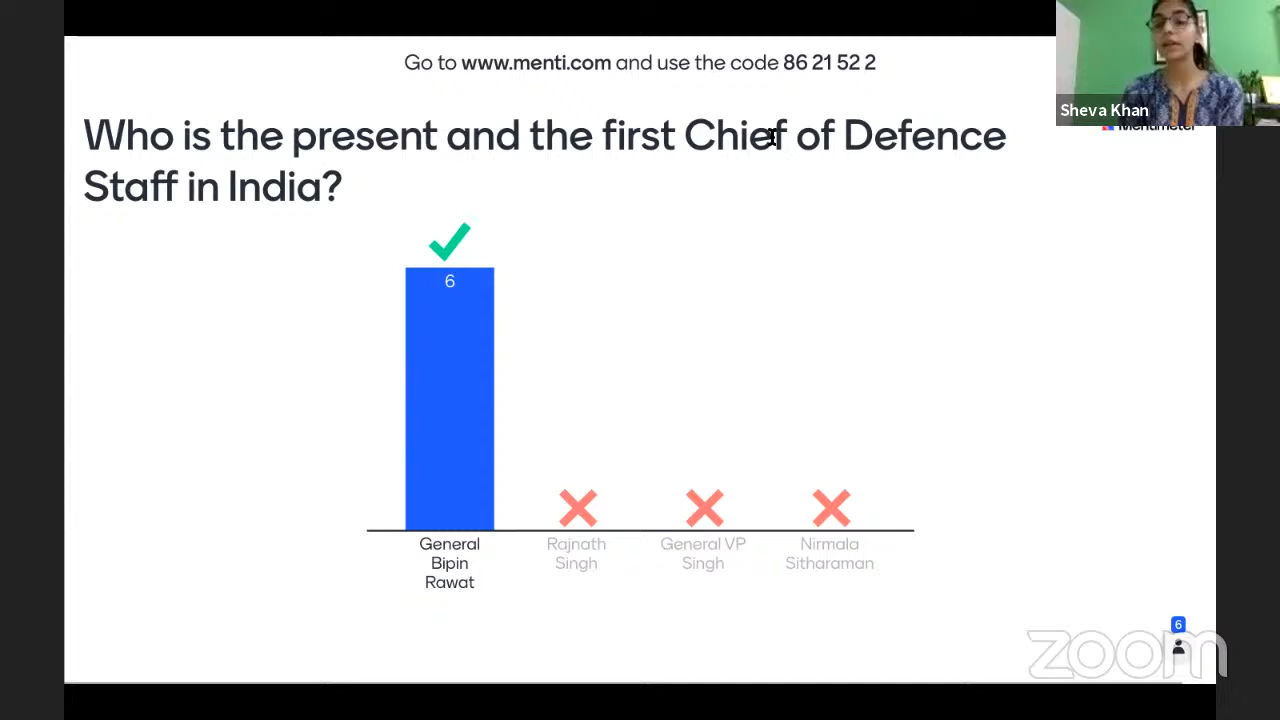 Go to www.menti.com and use the code 86 21 52 2
Sheva Khan
Mentimeter
Who is the present and the first Chief of Defence
Staff in India?
6
General
Bipin
Rawat
Rajnath
Singh
General VP
Singh
Nirmala
Sitharaman
6
zoom